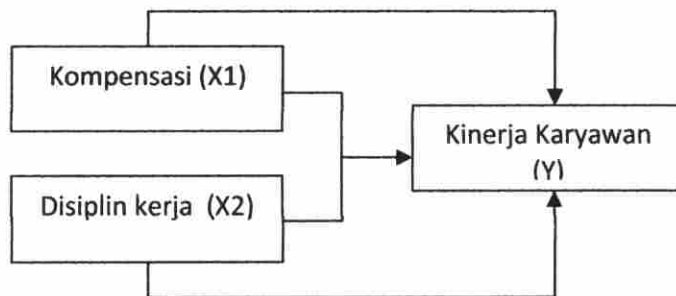 Kompensasi (X1)
Kinerja Karyawan
(Y)
Disiplin kerja (X2)